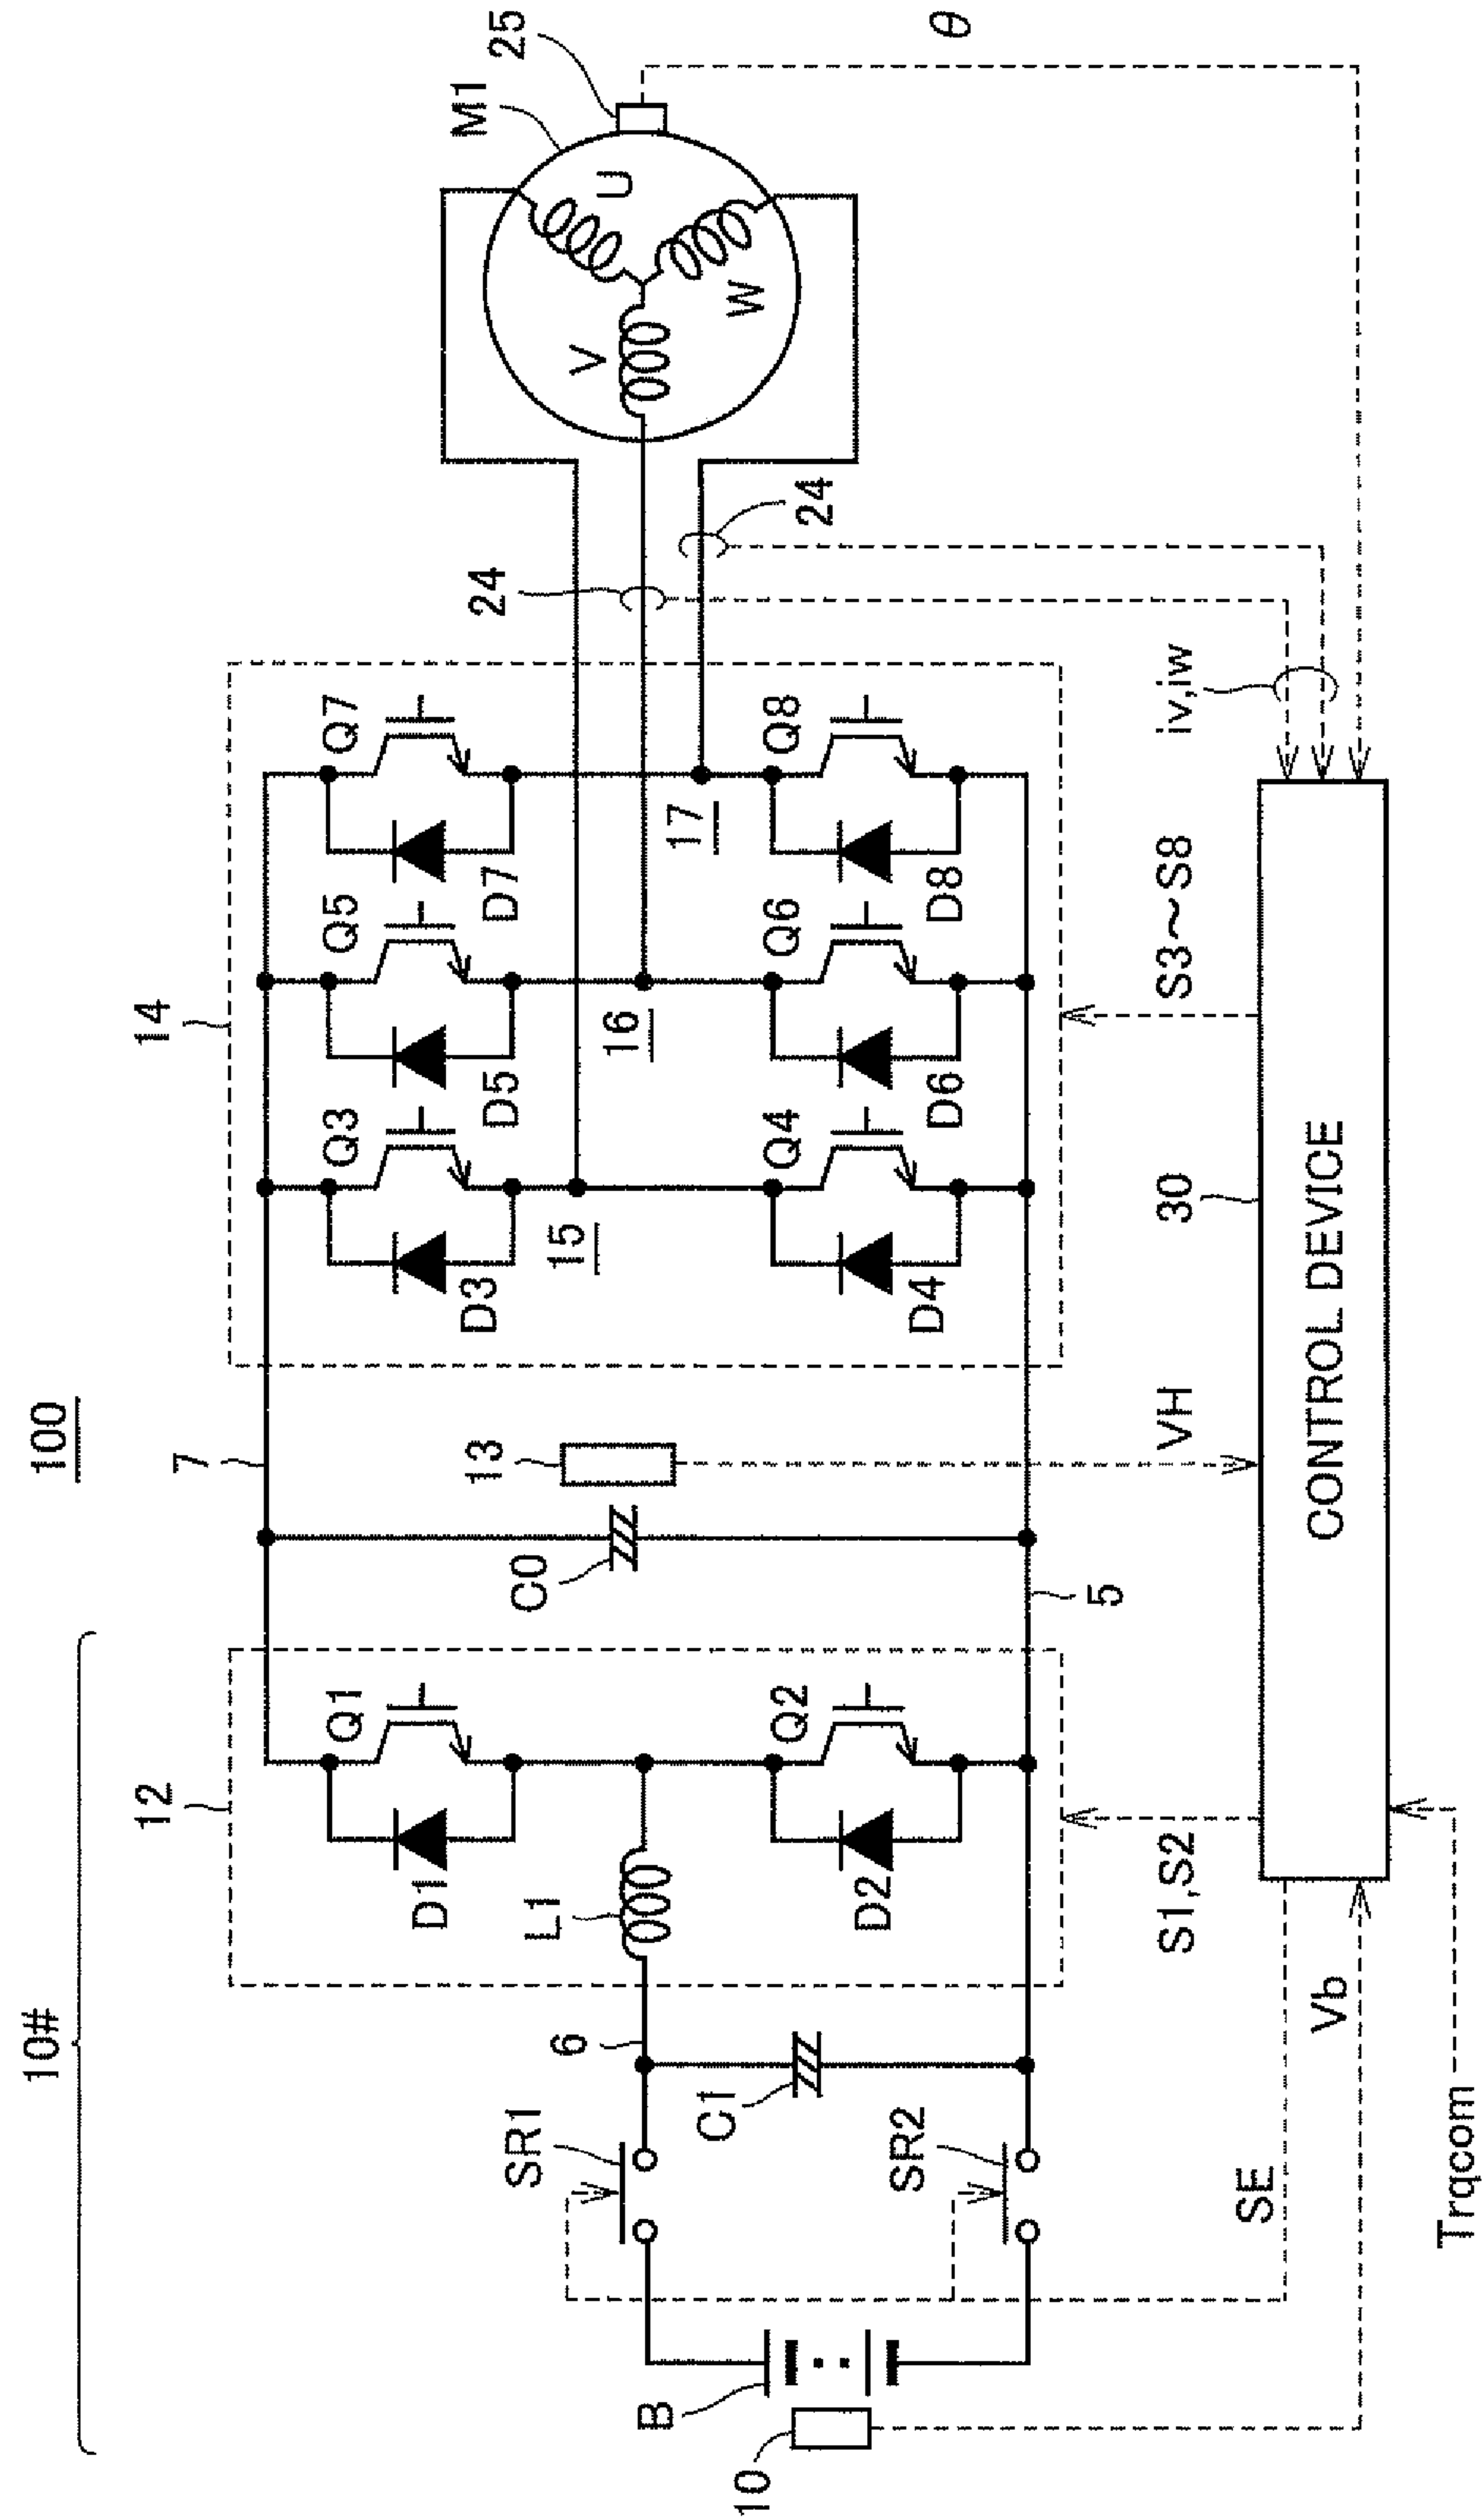 100
10#
12
14
7
Q1
D1
L1
Q2
D2
6
SR1
C1
SR2
B
10
C0
13
5
Q3
D3
Q5
D5
Q7
D7
15
16
17
Q4
D4
Q6
D6
Q8
D8
24
24
M1
25
U
V
W
θ
iv,iw
S3~S8
VH
30
S1,S2
CONTROL DEVICE
SE
Vb
Trqcom